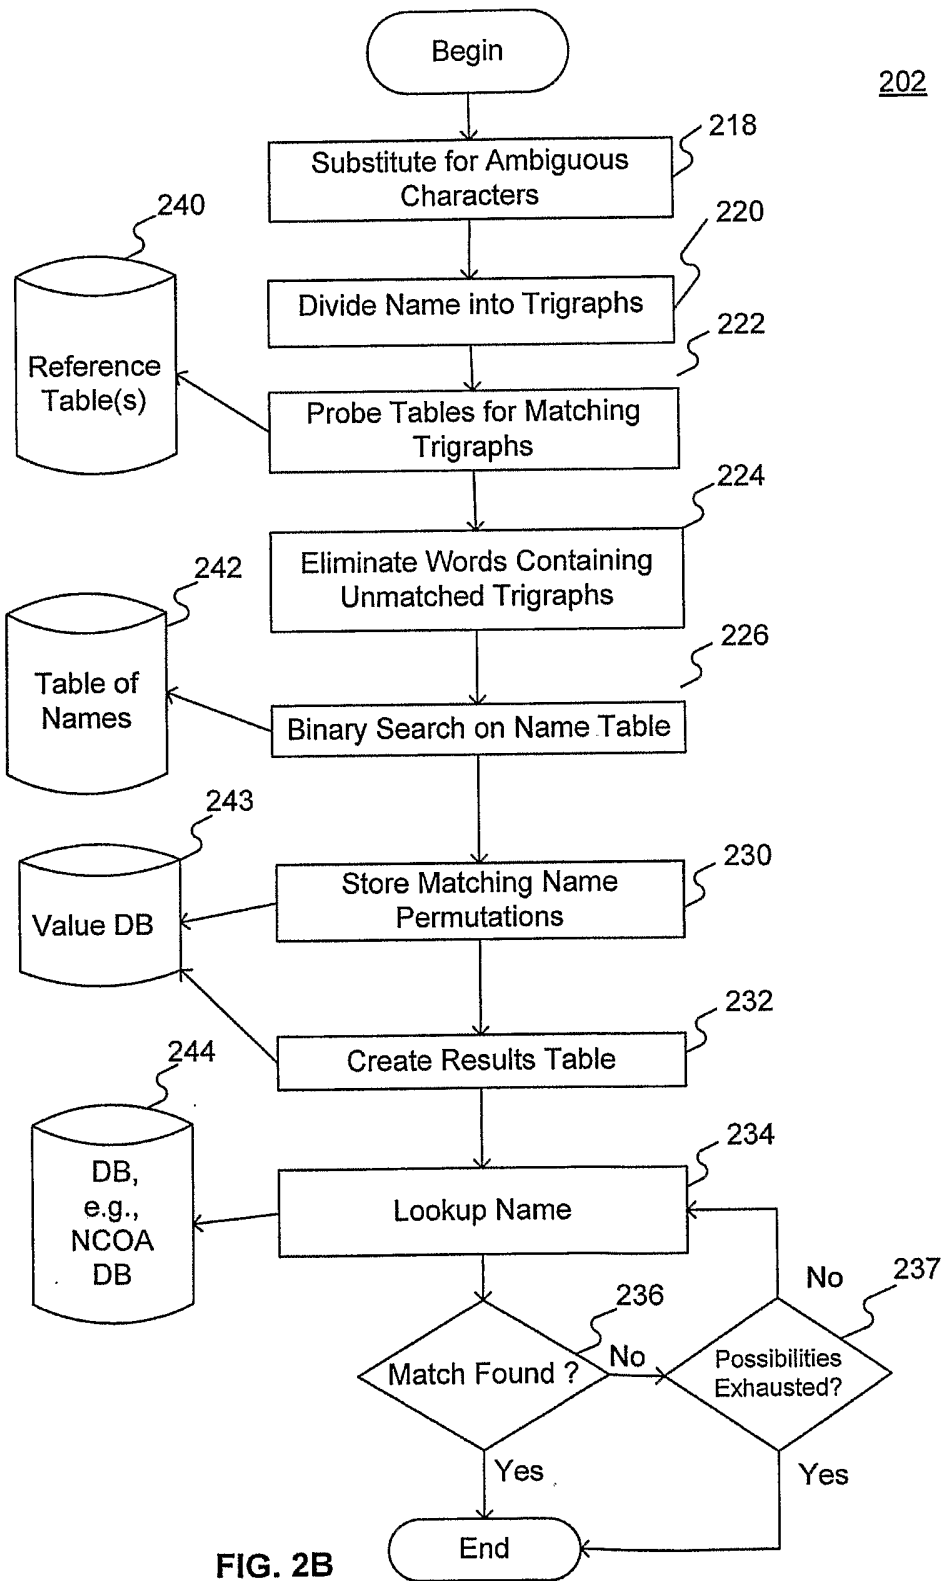 Begin
202
218
Substitute for Ambiguous
Characters
240
220
Divide Name into Trigraphs
222
Reference
Table(s)
Probe Tables for Matching
Trigraphs
224
Eliminate Words Containing
Unmatched Trigraphs
242
226
Table of
Names
Binary Search on Name Table
243
230
Store Matching Name
Permutations
Value DB
232
Create Results Table
244
234
DB,
e.g.,
NCOA
DB
Lookup Name
No
237
236
Match Found ?
No
Possibilities
Exhausted?
Yes
Yes
End
FIG. 2B